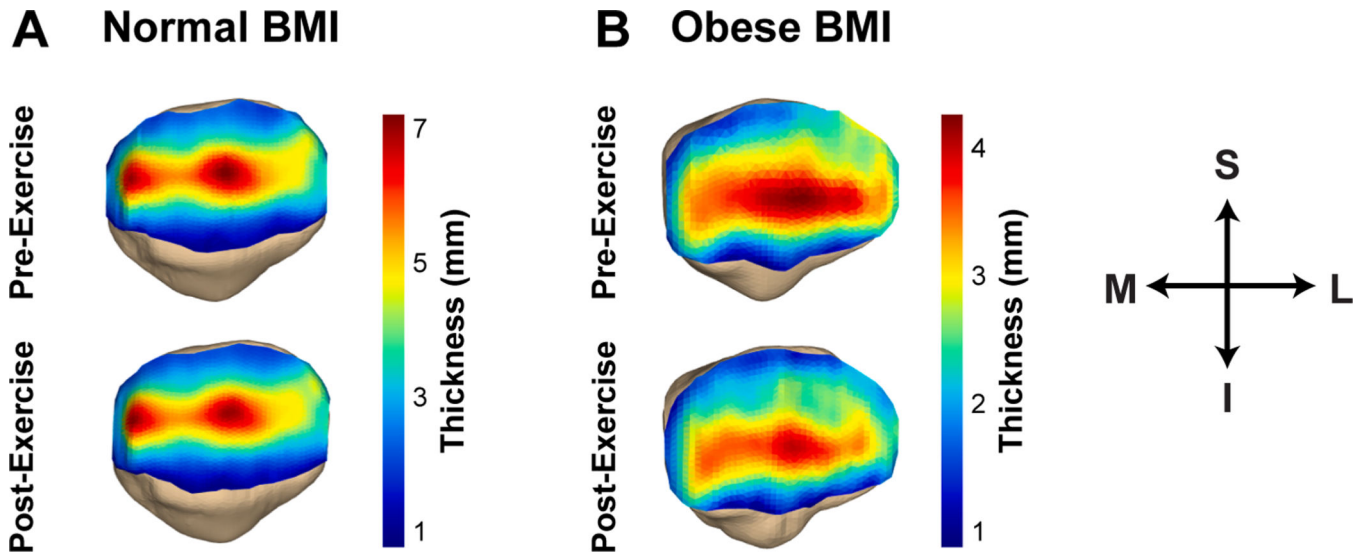 A Normal BMI
B Obese BMI
Pre-Exercise
7
5
3
1
Thickness (mm)
Post-Exercise
Pre-Exercise
4
3
2
1
Thickness (mm)
Post-Exercise
S
M L
I